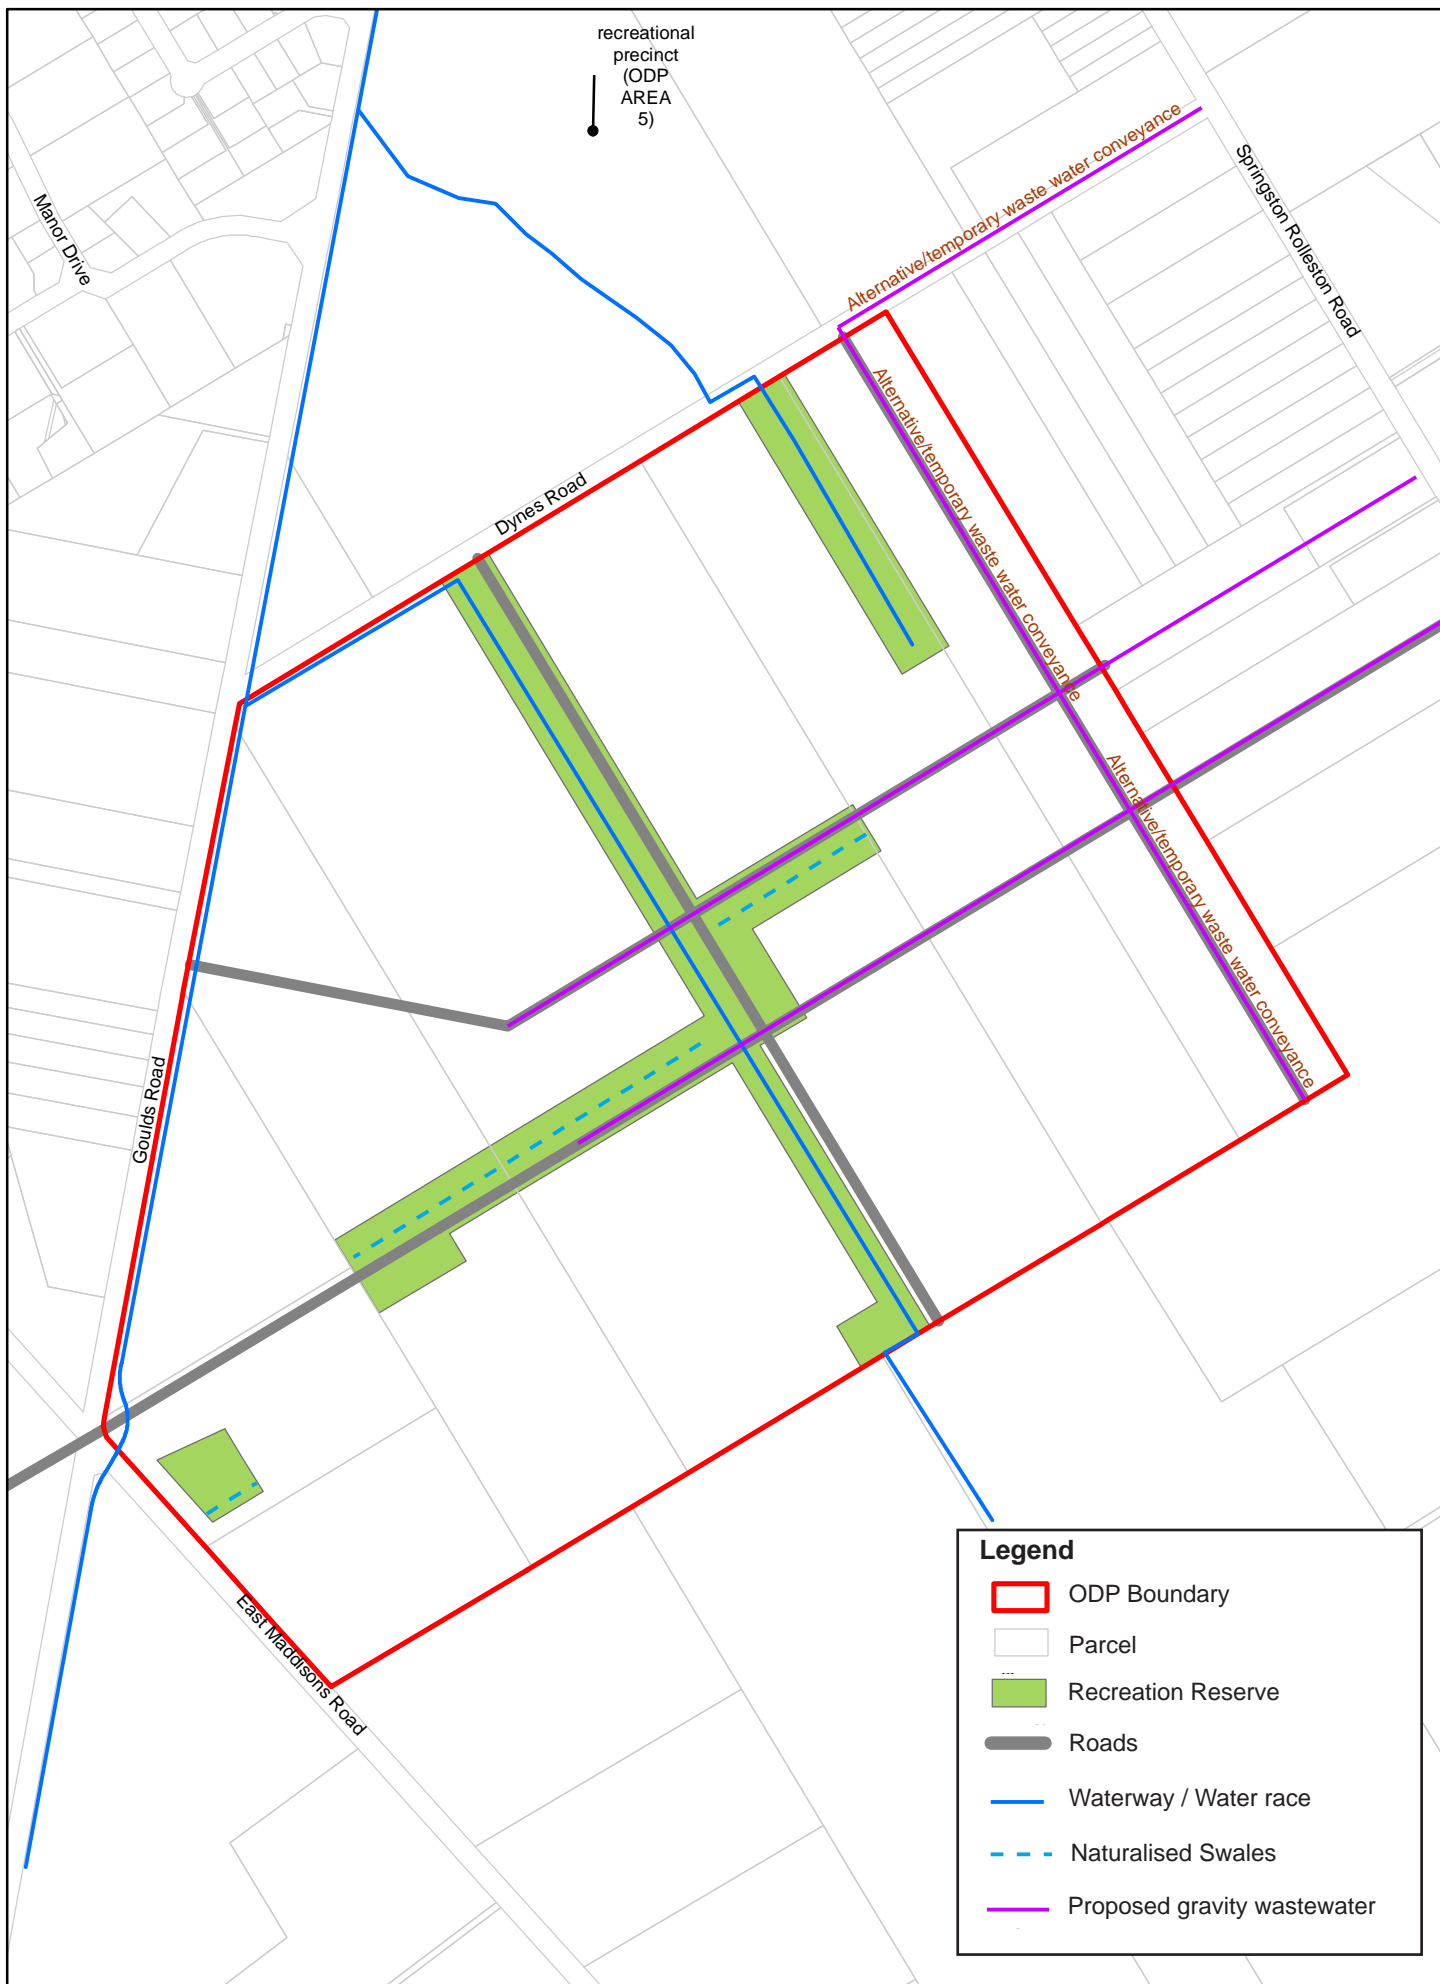 recreational
precinct
(ODP
AREA
5)
Manor Drive
Alternative/temporary waste water conveyance
Springston Rolleston Road
Alternative/temporary waste water conveyance
Dynes Road
Alternative/temporary waste water conveyance
Goulds Road
East Maddisons Road
Legend
ODP Boundary
Parcel
Recreation Reserve
Roads
Waterway / Water race
Naturalised Swales
Proposed gravity wastewater